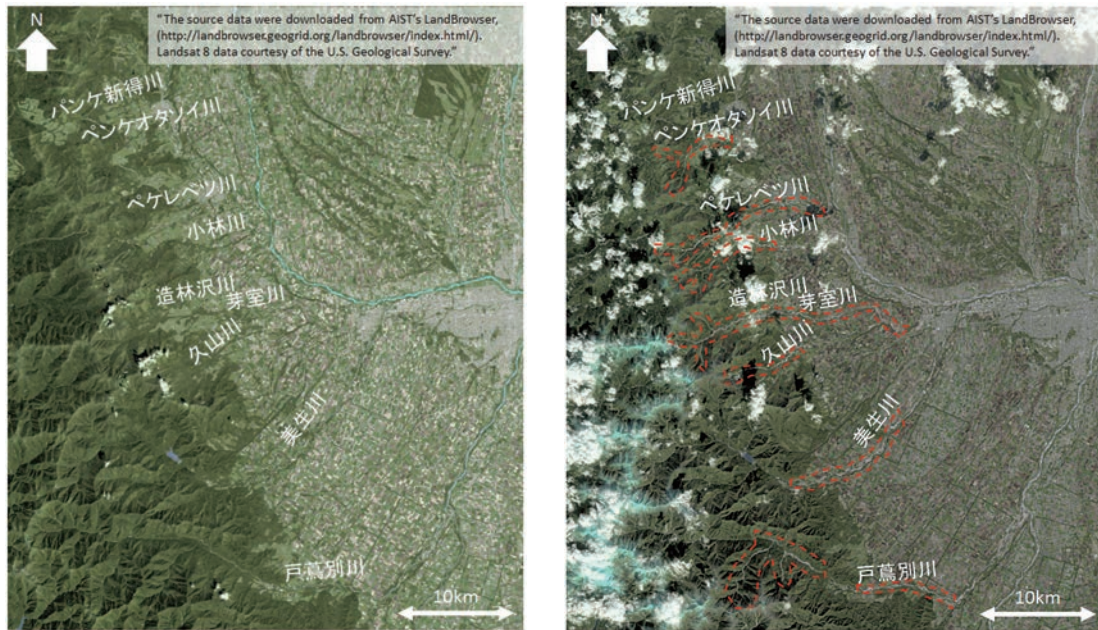 N
"The source data were downloaded from AIST's LandBrowser,
(http://landbrowser.geogrid.org/landbrowser/index.html/).
Landsat 8 data courtesy of the U.S. Geological Survey."
パンケ新得川
ペンケオタソイ川
ペケレベツ川
小林川
造林沢川
芽室川
久山川
美生川
戸蔦別川
10km
N
"The source data were downloaded from AIST's LandBrowser,
(http://landbrowser.geogrid.org/landbrowser/index.html/).
Landsat 8 data courtesy of the U.S. Geological Survey."
パンケ新得川
ペンケオタソイ川
ペケレベツ川
小林川
造林沢川
芽室川
久山川
美生川
戸蔦別川
10km